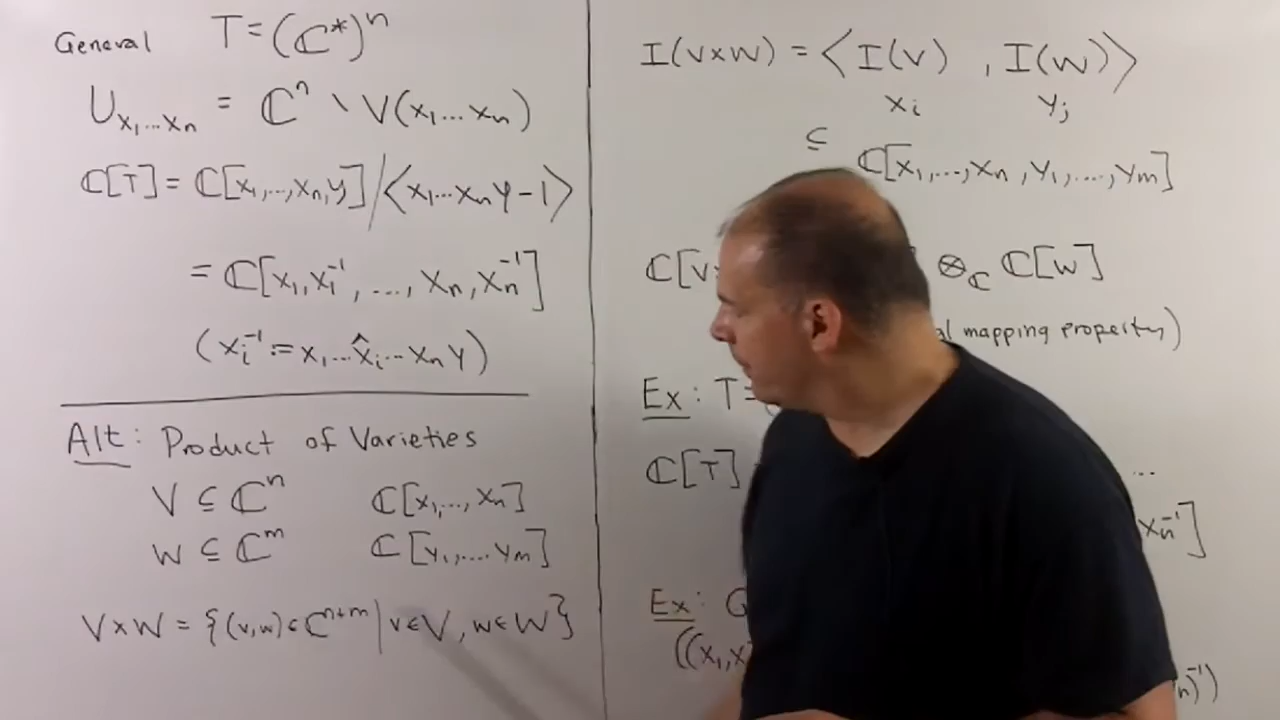 General T = (ℂ*)ⁿ
U_{x₁...xₙ} = ℂⁿ \ V(x₁...xₙ)
ℂ[T] = ℂ[x₁,...,xₙ,y] / ⟨x₁...xₙy-1⟩
= ℂ[x₁,x₁⁻¹,...,xₙ,xₙ⁻¹]
(xᵢ⁻¹ := x₁...x̂ᵢ...xₙy)
Alt: Product of Varieties
V ⊆ ℂⁿ ℂ[x₁,...,xₙ]
W ⊆ ℂᵐ ℂ[y₁,....yₘ]
V×W = {(v,w)∈ℂⁿ⁺ᵐ | v∈V, w∈W}
I(V×W) = ⟨I(V), I(W)⟩
xᵢ yⱼ
⊆ ℂ[x₁,...,xₙ,y₁,...,yₘ]
ℂ[V ] ⊗_ℂ ℂ[W]
mapping property)
Ex: T=
ℂ[T] ...
xₙ⁻¹]
Ex: G
((x₁,x n)⁻¹)